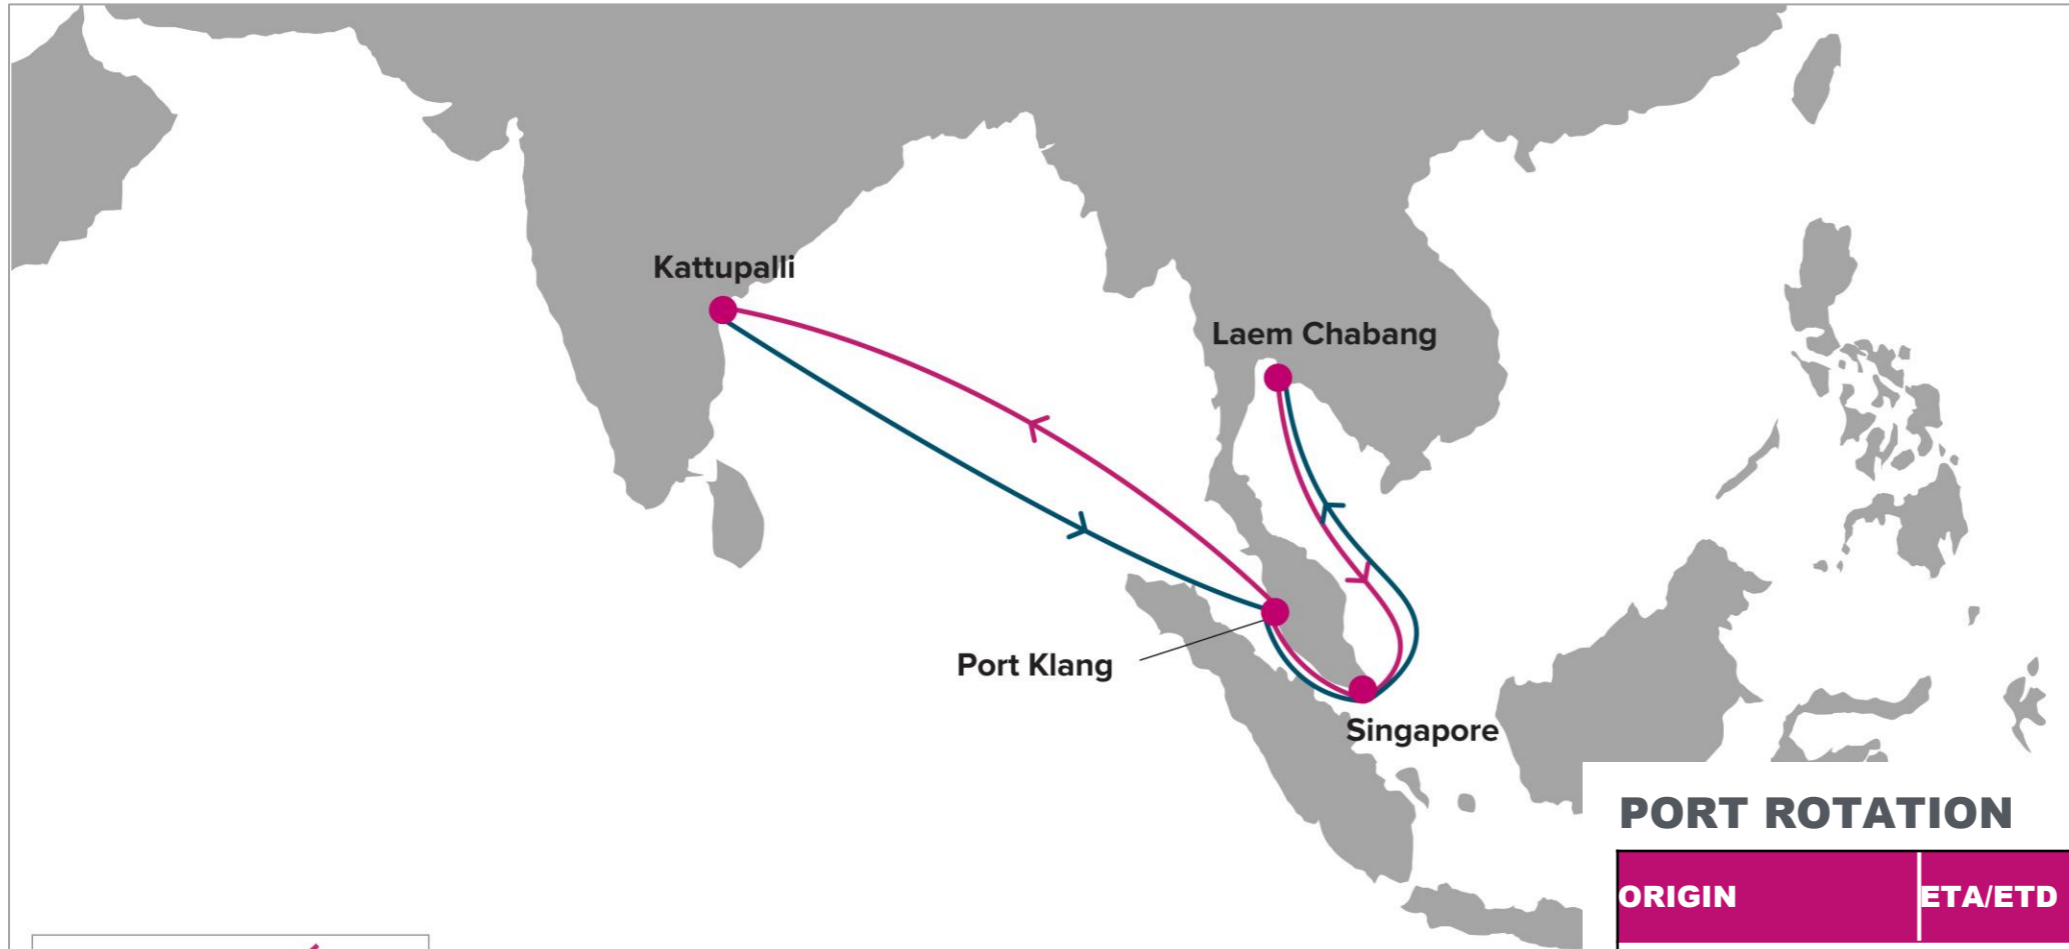 Kattupalli
Laem Chabang
Port Klang
Singapore
PORT ROTATION
ORIGIN ETA/ETD